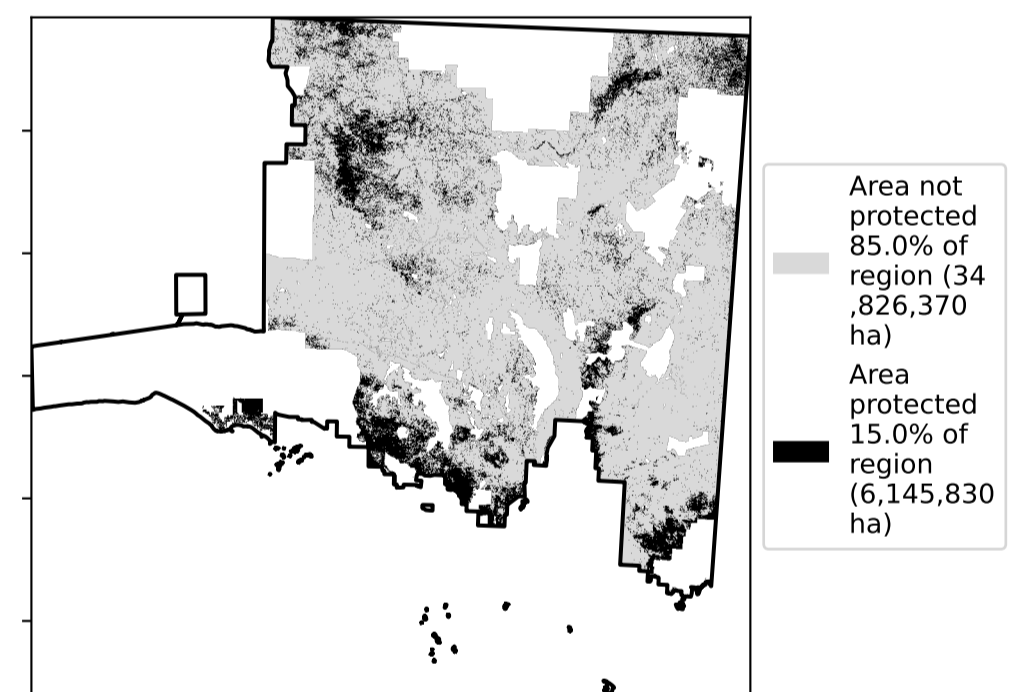 Area not
protected
85.0% of
region (34
,826,370
ha)
Area
protected
15.0% of
region
(6,145,830
ha)